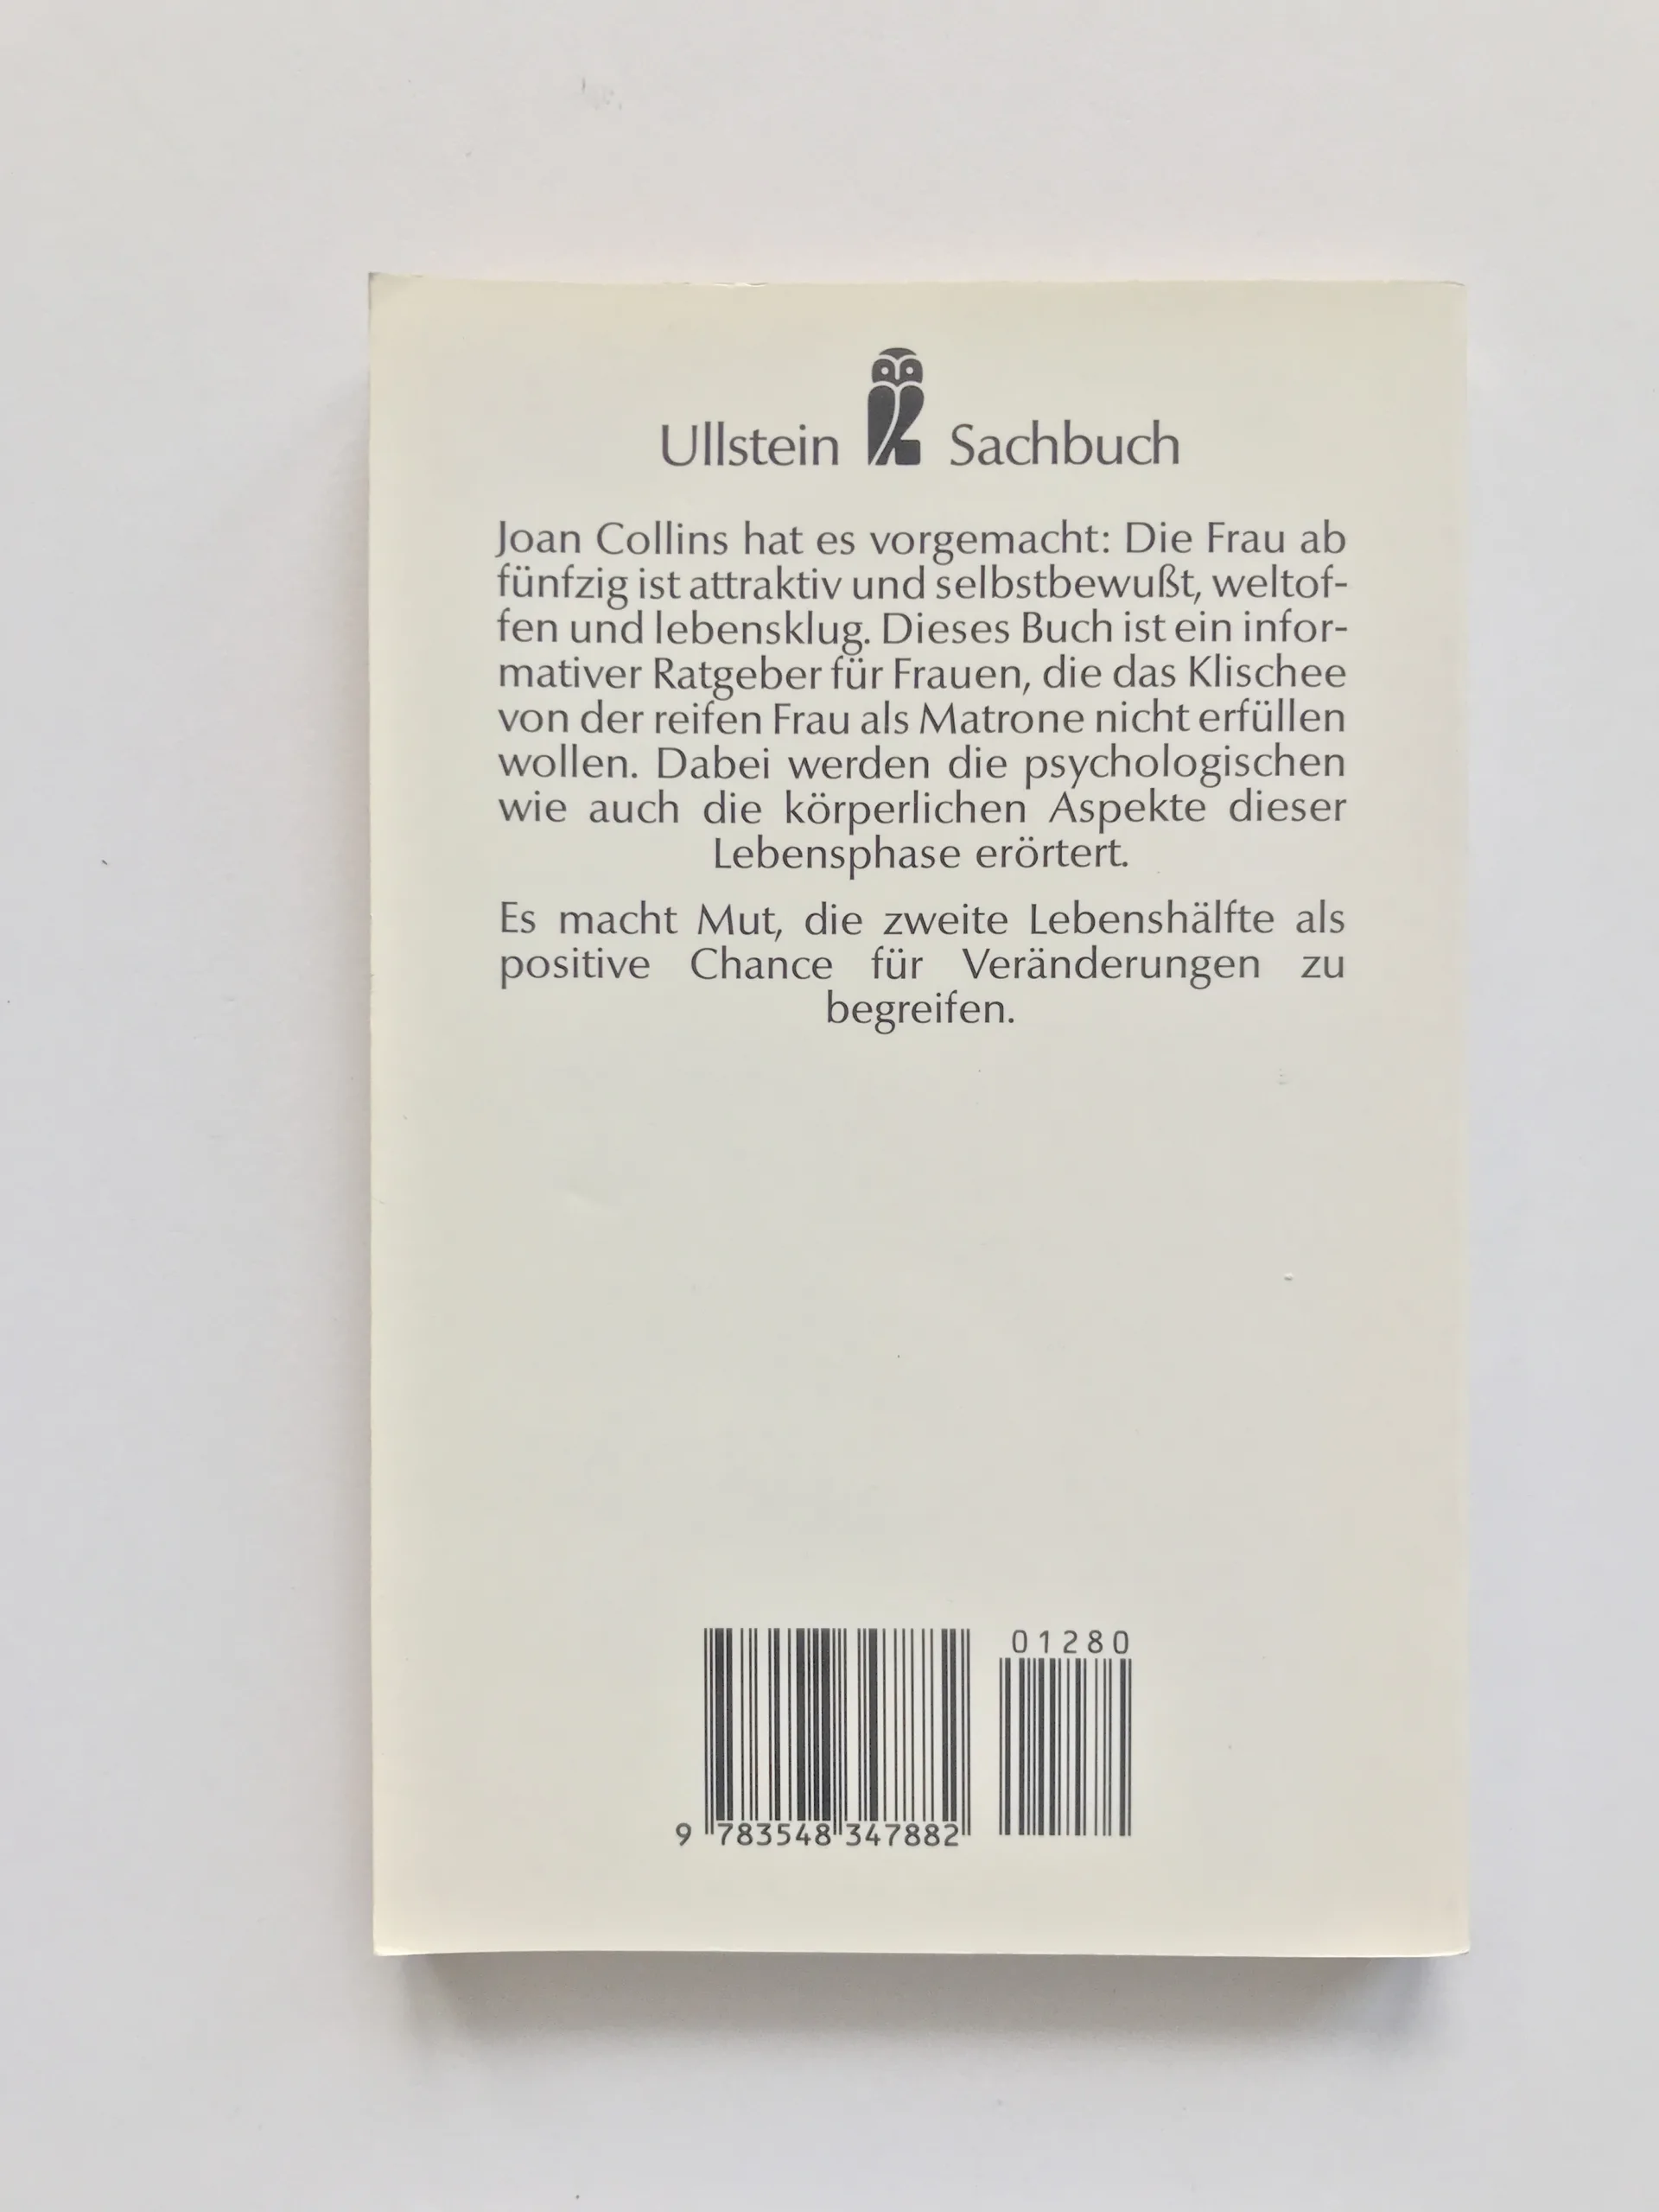 Ullstein Sachbuch
Joan Collins hat es vorgemacht: Die Frau ab
fünfzig ist attraktiv und selbstbewußt, weltof-
fen und lebensklug. Dieses Buch ist ein infor-
mativer Ratgeber für Frauen, die das Klischee
von der reifen Frau als Matrone nicht erfüllen
wollen. Dabei werden die psychologischen
wie auch die körperlichen Aspekte dieser
Lebensphase erörtert.
Es macht Mut, die zweite Lebenshälfte als
positive Chance für Veränderungen zu
begreifen.
01280
9 783548 347882